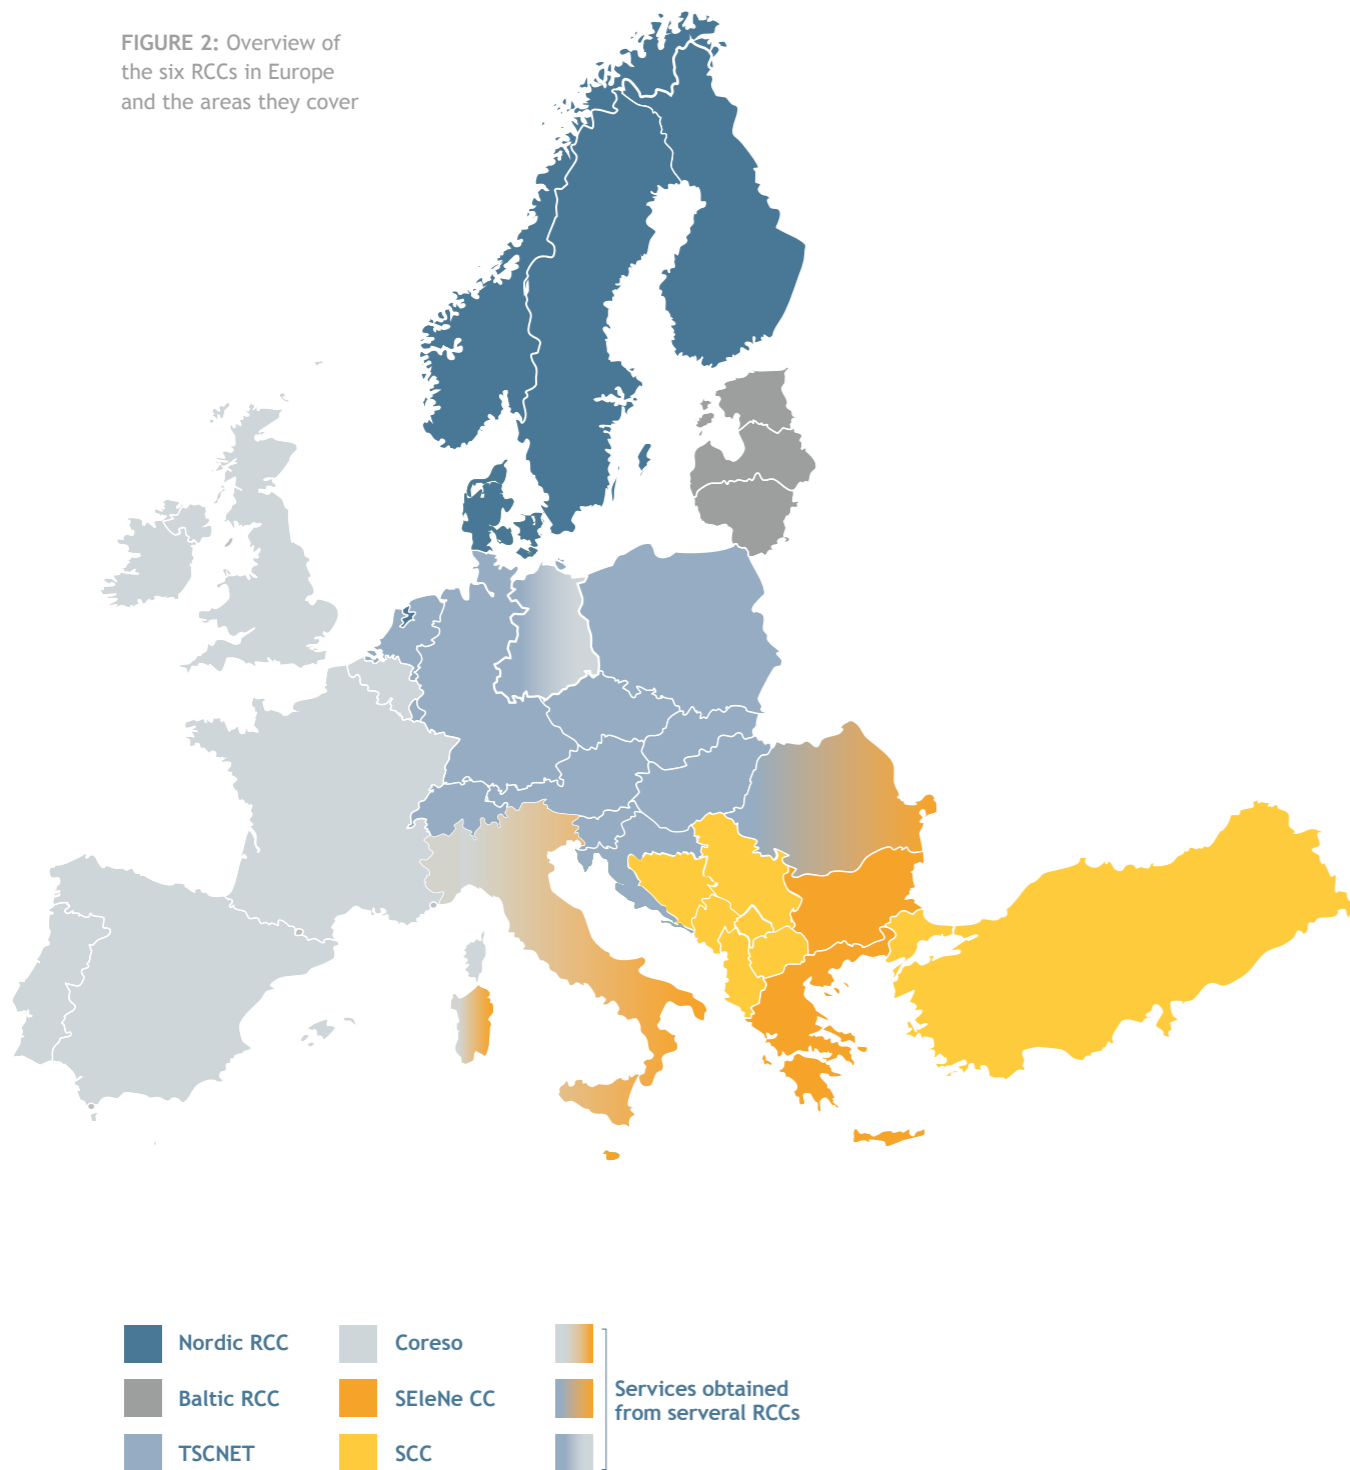 FIGURE 2: Overview of
the six RCCs in Europe
and the areas they cover
Nordic RCC
Baltic RCC
TSCNET
Coreso
SEleNe CC
SCC
Services obtained
from serveral RCCs